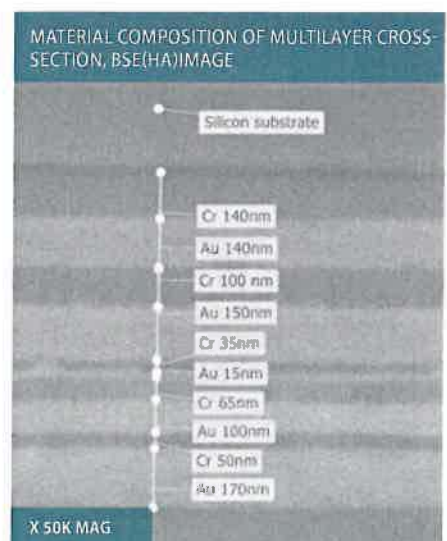 MATERIAL COMPOSITION OF MULTILAYER CROSS-
SECTION, BSE(HA)IMAGE
Silicon substrate
Cr 140nm
Au 140nm
Cr 100 nm
Au 150nm
Cr 35nm
Au 15nm
Cr 65nm
Au 100nm
Cr 50nm
Au 170nm
X 50K MAG